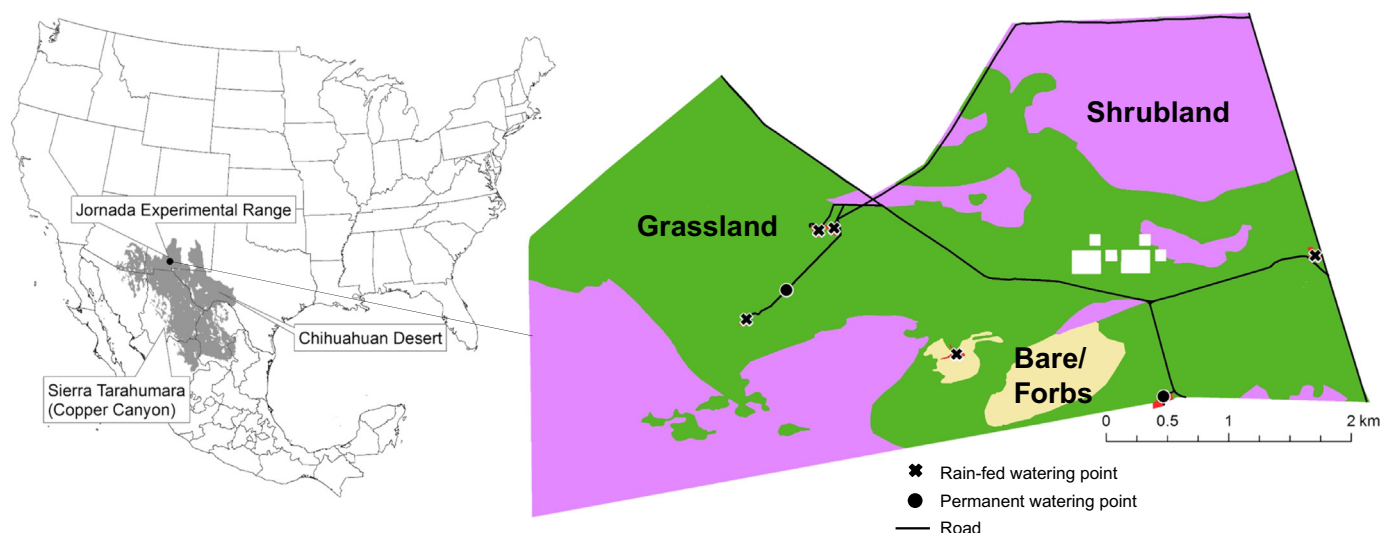 Jornada Experimental Range
Chihuahuan Desert
Sierra Tarahumara
(Copper Canyon)
Shrubland
Grassland
Bare/
Forbs
0 0.5 1 2 km
Rain-fed watering point
Permanent watering point
Road